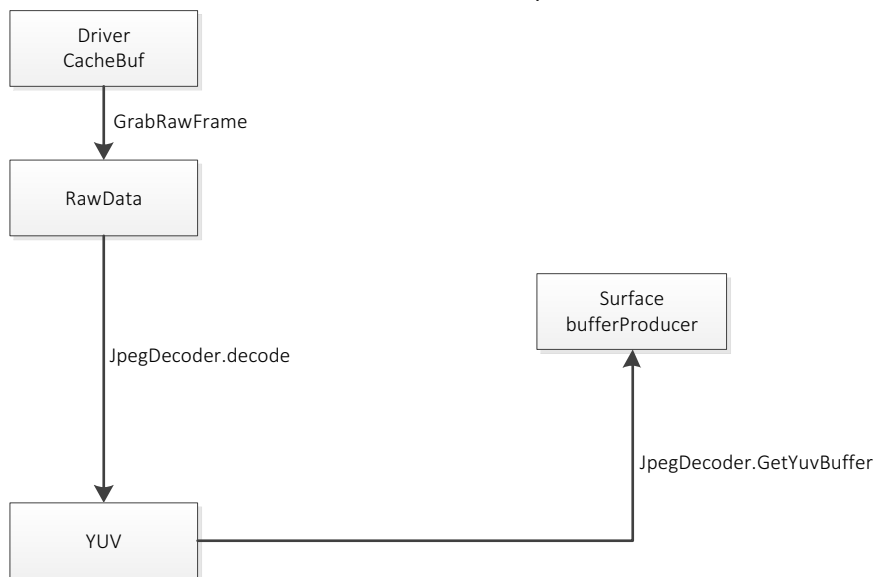 Driver
CacheBuf
GrabRawFrame
RawData
Surface
bufferProducer
JpegDecoder.decode
JpegDecoder.GetYuvBuffer
YUV